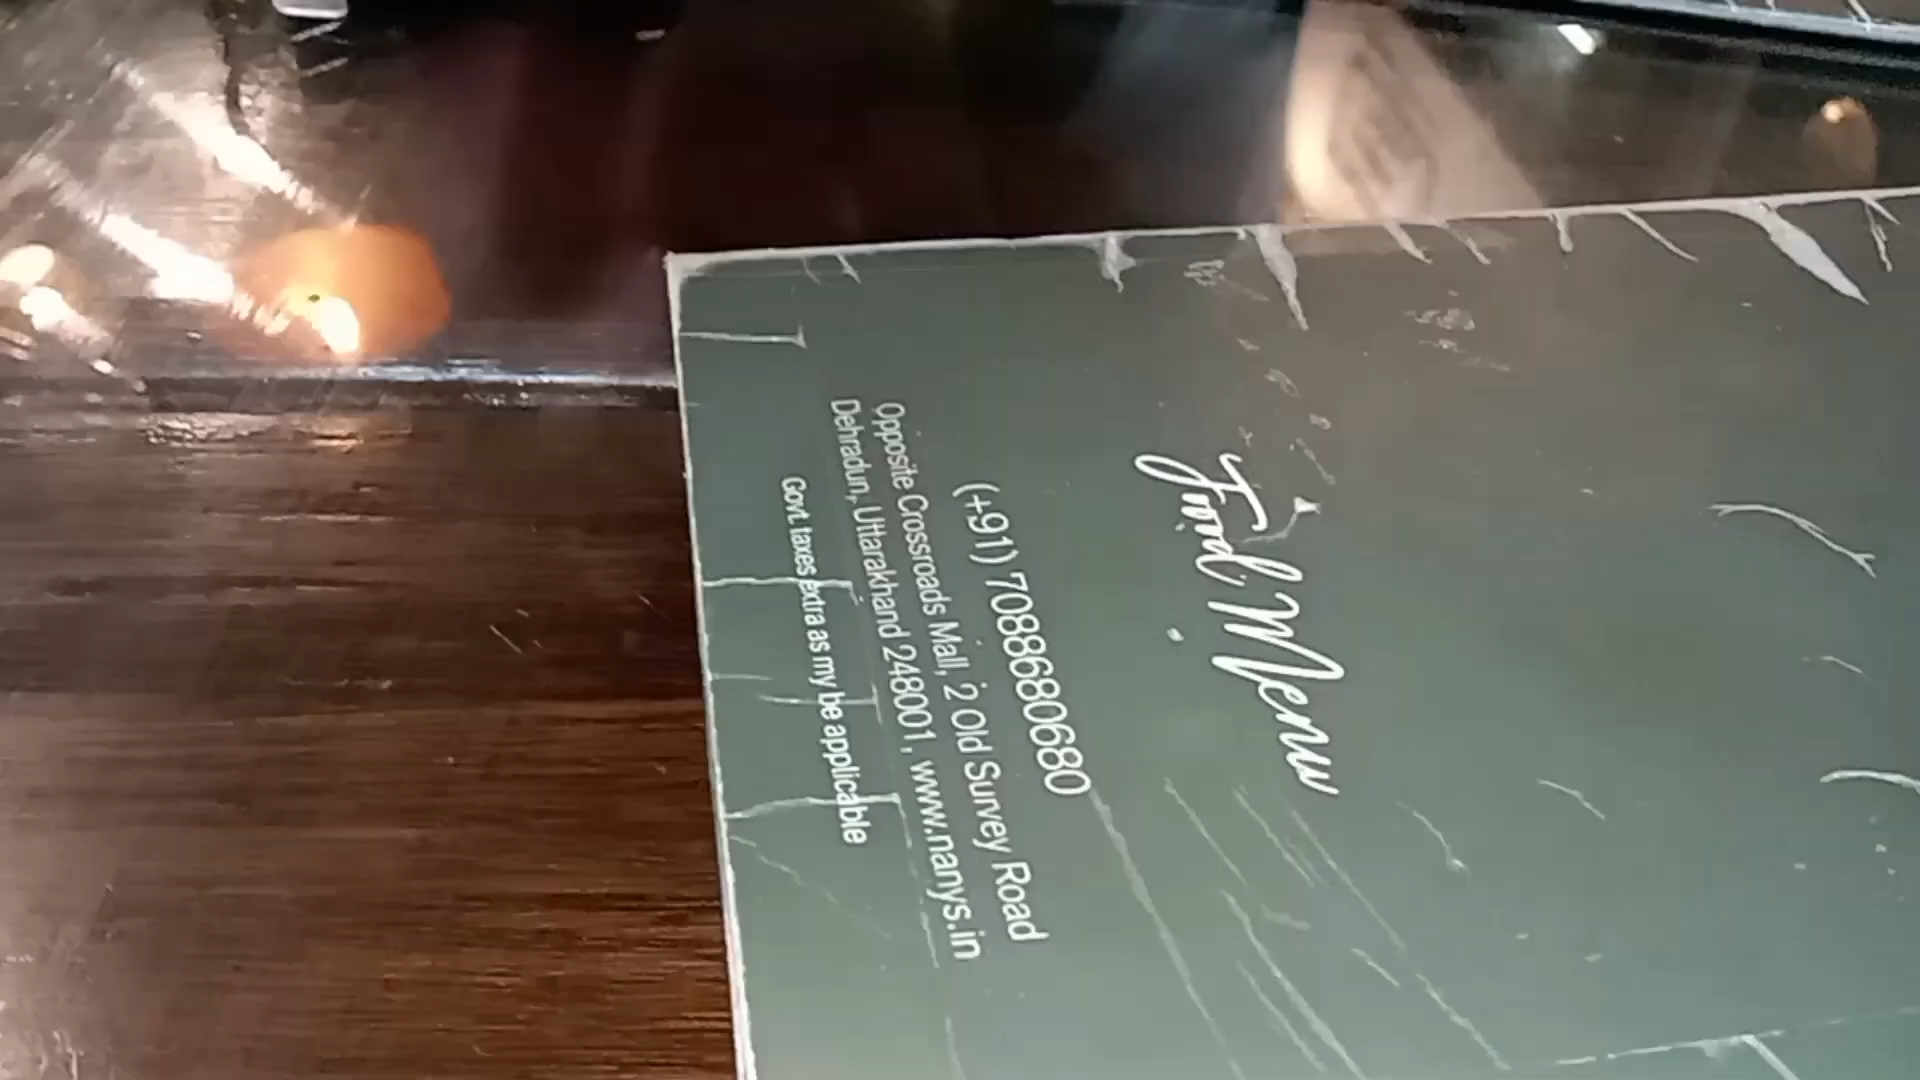 Food Menu
(+91) 7088680680
Opposite Crossroads Mall, 2 Old Survey Road
Dehradun, Uttarakhand 248001, www.nanys.in
Govt. taxes extra as my be applicable